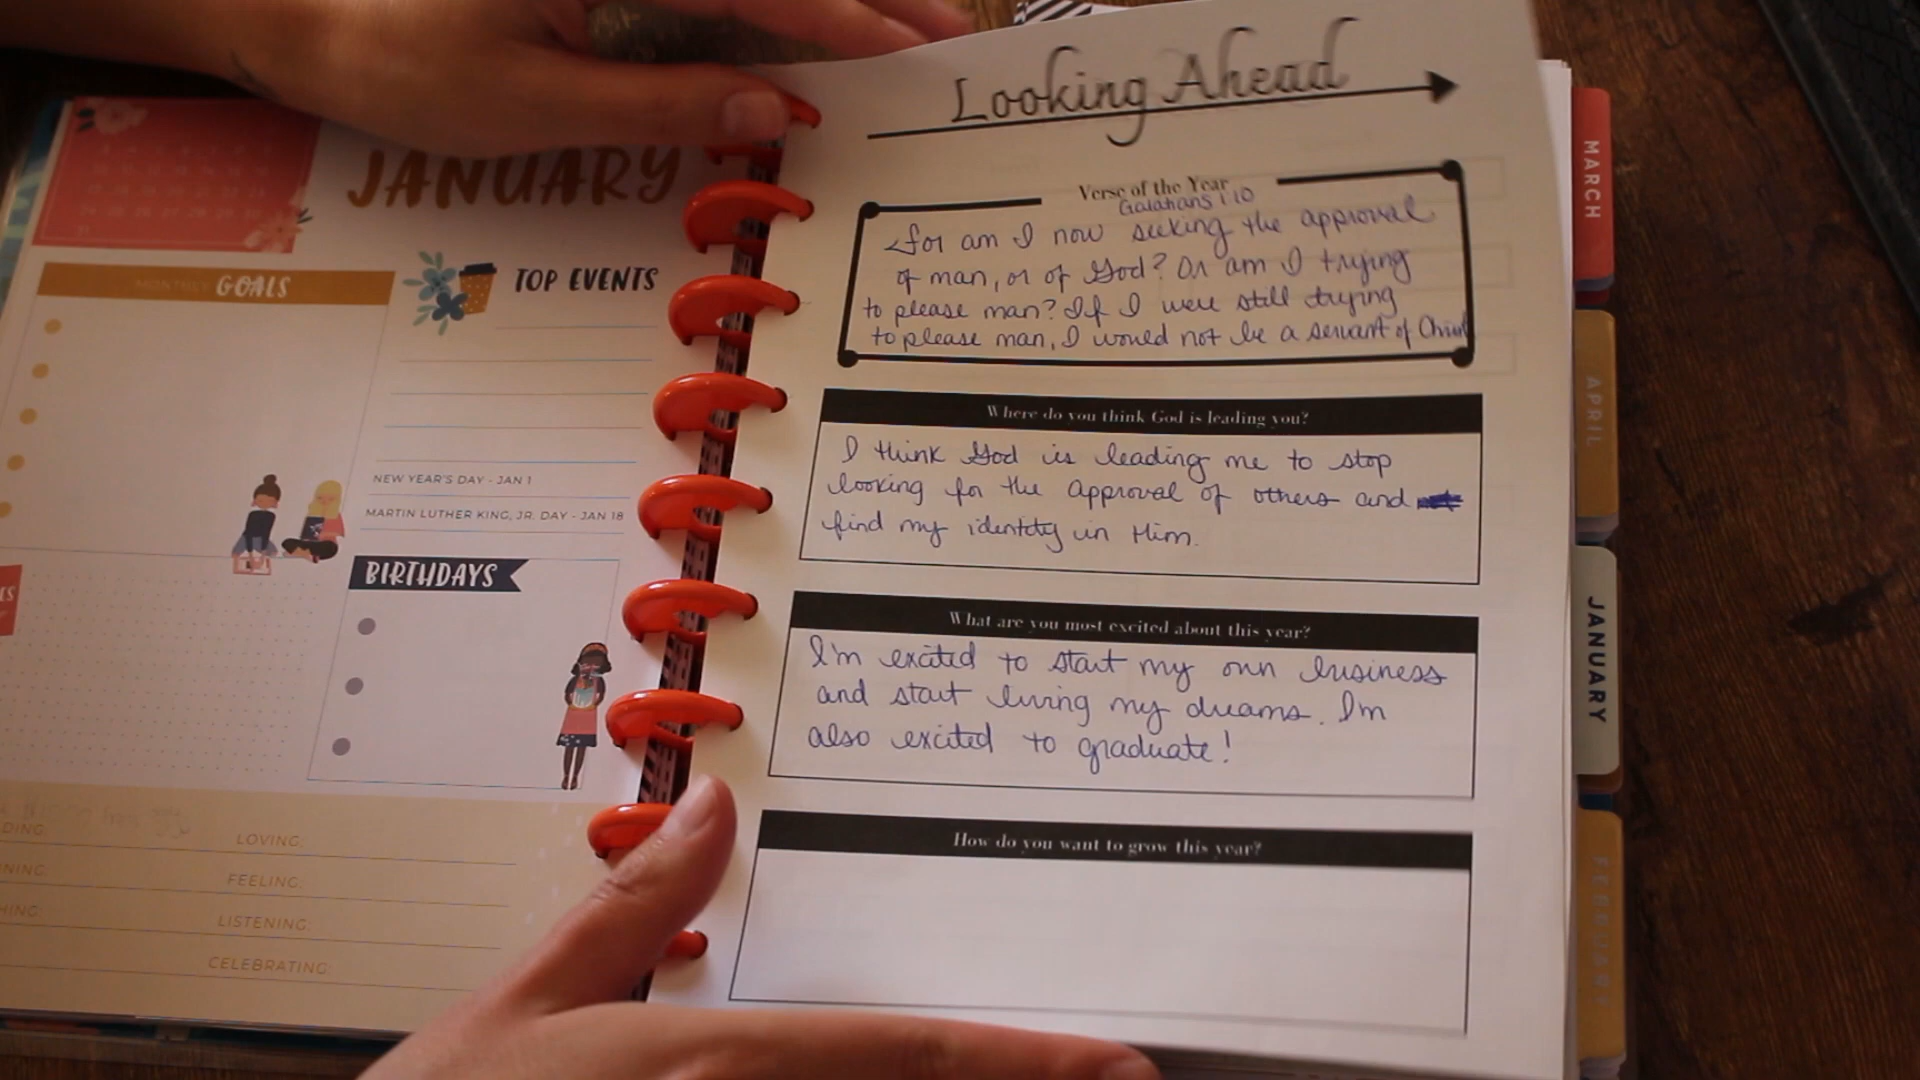 JANUARY
MONTHLY GOALS
TOP EVENTS
NEW YEAR'S DAY - JAN 1
MARTIN LUTHER KING, JR. DAY - JAN 18
BIRTHDAYS
LOVING:
FEELING:
LISTENING:
CELEBRATING:
Looking Ahead
Verse of the Year
Galatians 1:10
for am I now seeking the approval
of man, or of God? Or am I trying
to please man? If I were still trying
to please man, I would not be a servant of Christ
Where do you think God is leading you?
I think God is leading me to stop
looking for the approval of others and
find my identity in Him.
What are you most excited about this year?
I'm excited to start my own business
and start living my dreams. I'm
also excited to graduate!
How do you want to grow this year?
MARCH
APRIL
JANUARY
FEBRUARY